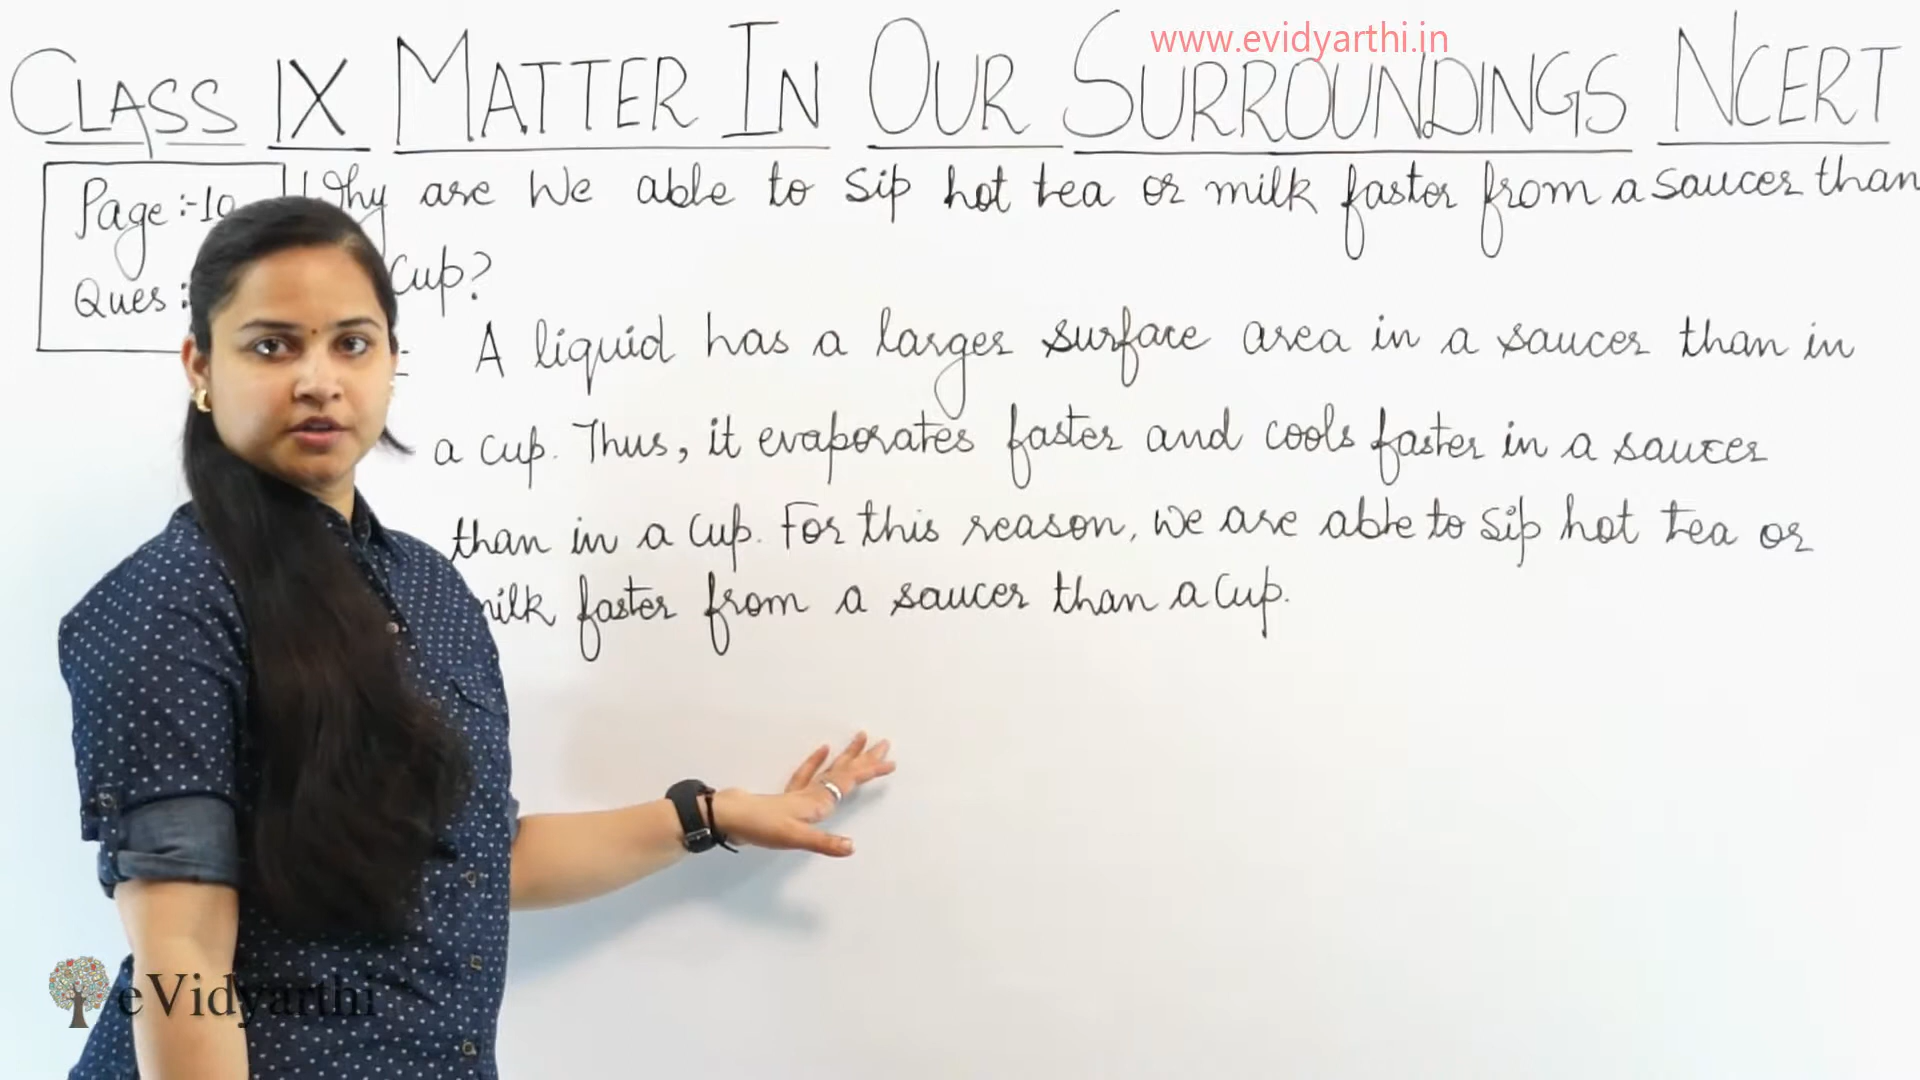 www.evidyarthi.in
CLASS IX MATTER IN OUR SURROUNDINGS NCERT
Page :-10
Ques :
Why are We able to sip hot tea or milk faster from a saucer than
Cup?
A liquid has a larger surface area in a saucer than in
a cup. Thus, it evaporates faster and cools faster in a saucer
than in a Cup. For this reason, we are able to sip hot tea or
milk faster from a saucer than a Cup.
eVidyarthi